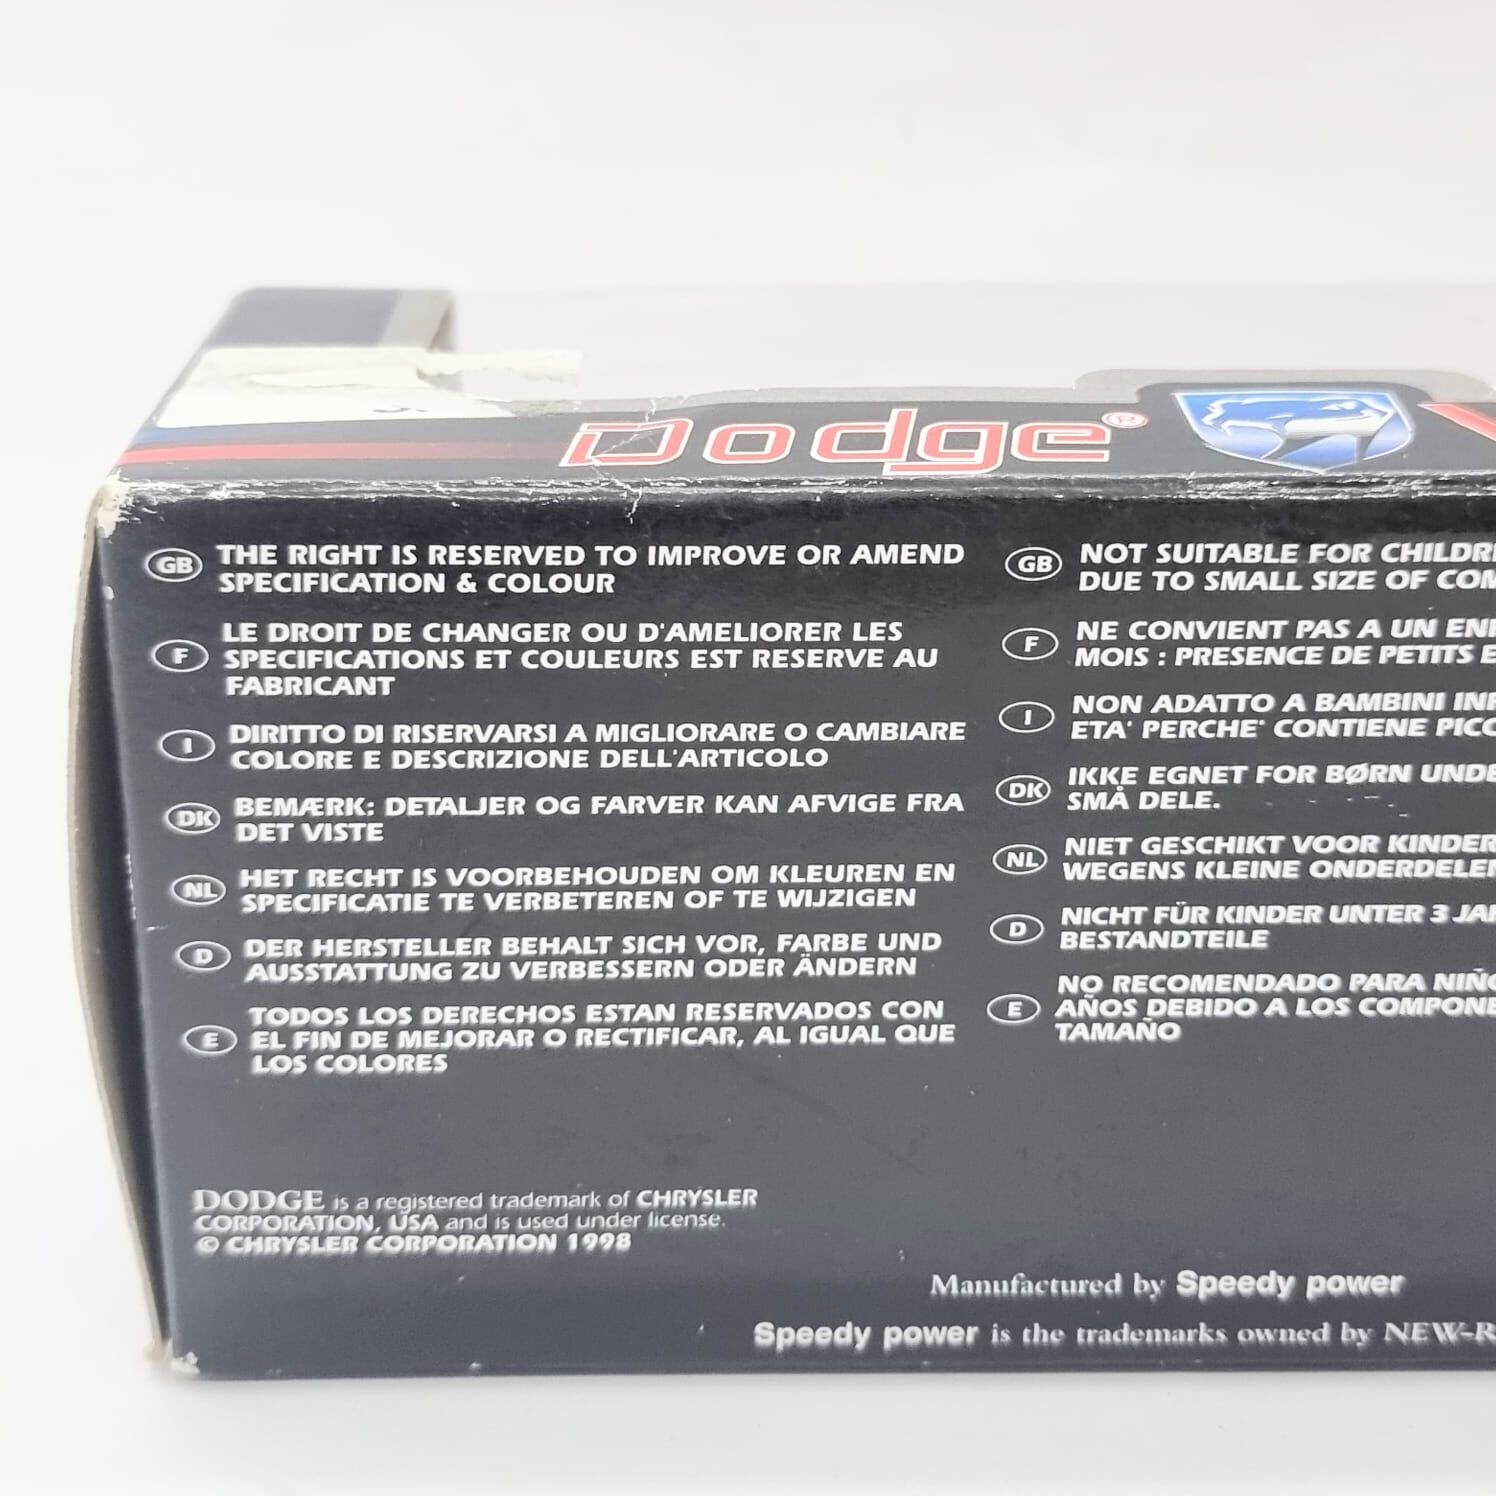 Dodge®
GB THE RIGHT IS RESERVED TO IMPROVE OR AMEND
SPECIFICATION & COLOUR
F LE DROIT DE CHANGER OU D'AMELIORER LES
SPECIFICATIONS ET COULEURS EST RESERVE AU
FABRICANT
I DIRITTO DI RISERVARSI A MIGLIORARE O CAMBIARE
COLORE E DESCRIZIONE DELL'ARTICOLO
DK BEMÆRK: DETALJER OG FARVER KAN AFVIGE FRA
DET VISTE
NL HET RECHT IS VOORBEHOUDEN OM KLEUREN EN
SPECIFICATIE TE VERBETEREN OF TE WIJZIGEN
D DER HERSTELLER BEHALT SICH VOR, FARBE UND
AUSSTATTUNG ZU VERBESSERN ODER ÄNDERN
E TODOS LOS DERECHOS ESTAN RESERVADOS CON
EL FIN DE MEJORAR O RECTIFICAR, AL IGUAL QUE
LOS COLORES
GB NOT SUITABLE FOR
DUE TO SMALL SIZE OF
F NE CONVIENT PAS A UN
MOIS : PRESENCE DE PETITS
I NON ADATTO A BAMBINI
ETA' PERCHE' CONTIENE
DK IKKE EGNET FOR BØRN
SMÅ DELE.
NL NIET GESCHIKT VOOR
WEGENS KLEINE
D NICHT FÜR KINDER UNTER 3
BESTANDTEILE
E NO RECOMENDADO PARA
AÑOS DEBIDO A LOS
TAMAÑO
DODGE is a registered trademark of CHRYSLER
CORPORATION, USA and is used under license.
© CHRYSLER CORPORATION 1998
Manufactured by Speedy power
Speedy power is the trademarks owned by